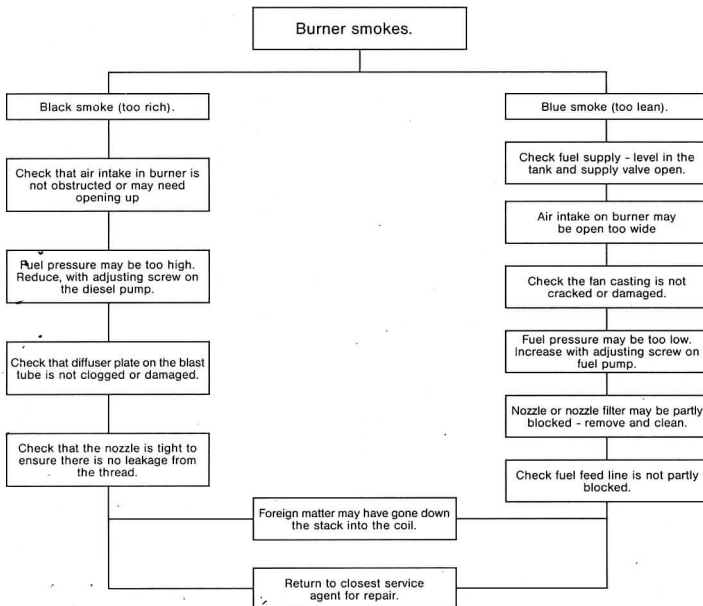 Burner smokes.
Black smoke (too rich).
Check that air intake in burner is
not obstructed or may need
opening up
Fuel pressure may be too high.
Reduce, with adjusting screw on
the diesel pump.
Check that diffuser plate on the blast
tube is not clogged or damaged.
Check that the nozzle is tight to
ensure there is no leakage from
the thread.
Blue smoke (too lean).
Check fuel supply - level in the
tank and supply valve open.
Air intake on burner may
be open too wide
Check the fan casting is not
cracked or damaged.
Fuel pressure may be too low.
Increase with adjusting screw on
fuel pump.
Nozzle or nozzle filter may be partly
blocked - remove and clean.
Check fuel feed line is not partly
blocked.
Foreign matter may have gone down
the stack into the coil.
Return to closest service
agent for repair.